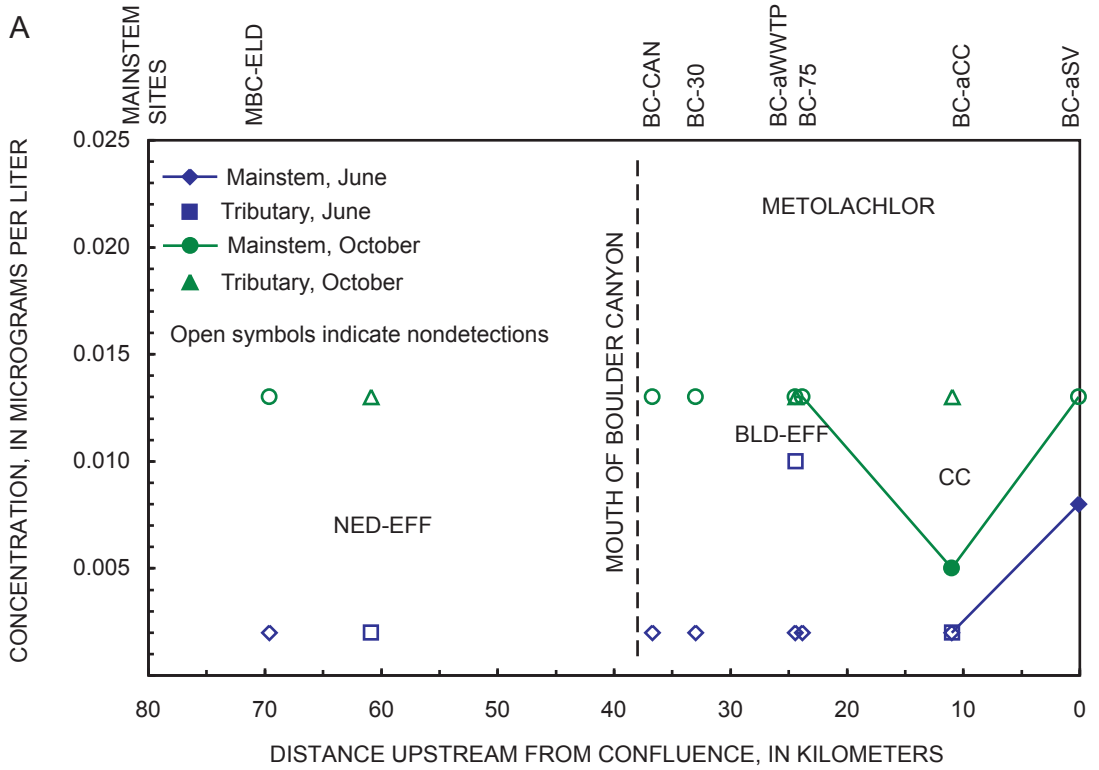 A
MAINSTEM
SITES
MBC-ELD
BC-CAN
BC-30
BC-aWWTP
BC-75
BC-aCC
BC-aSV
CONCENTRATION, IN MICROGRAMS PER LITER
0.025
0.020
0.015
0.010
0.005
Mainstem, June
Tributary, June
Mainstem, October
Tributary, October
Open symbols indicate nondetections
METOLACHLOR
MOUTH OF BOULDER CANYON
BLD-EFF
CC
NED-EFF
80 70 60 50 40 30 20 10 0
DISTANCE UPSTREAM FROM CONFLUENCE, IN KILOMETERS